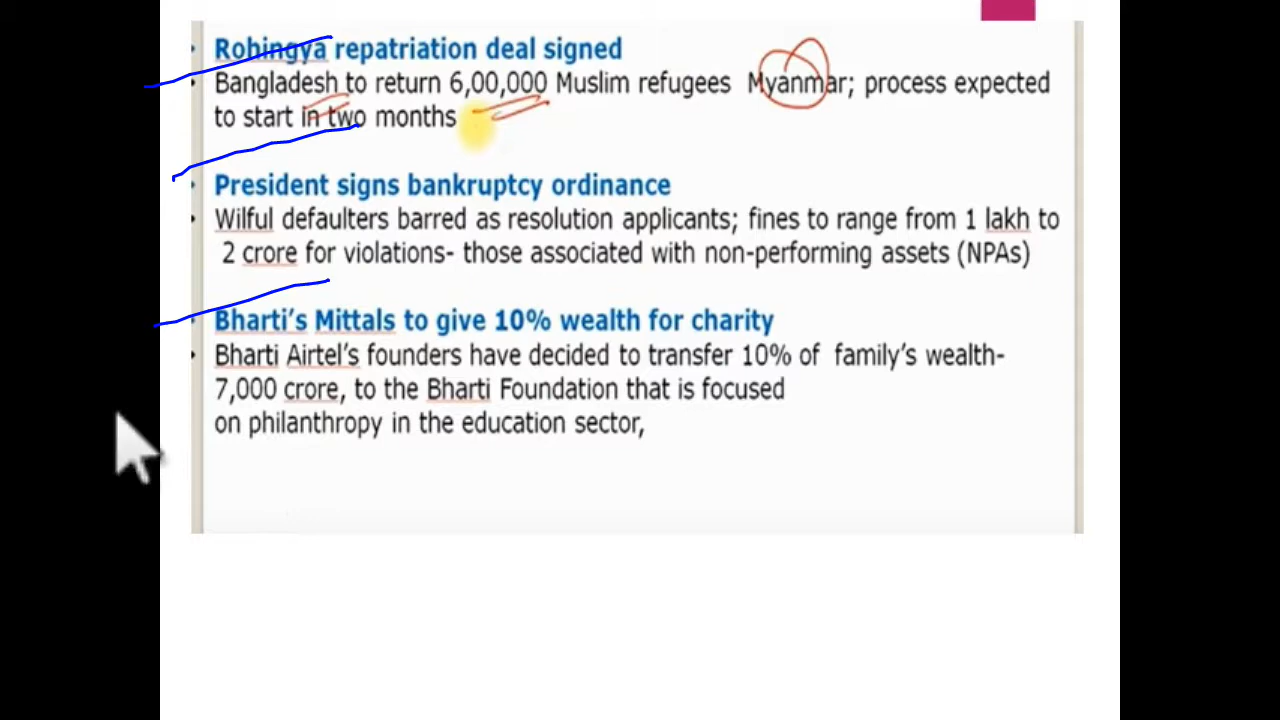 Rohingya repatriation deal signed
Bangladesh to return 6,00,000 Muslim refugees Myanmar; process expected
to start in two months
President signs bankruptcy ordinance
Wilful defaulters barred as resolution applicants; fines to range from 1 lakh to
2 crore for violations- those associated with non-performing assets (NPAs)
Bharti's Mittals to give 10% wealth for charity
Bharti Airtel's founders have decided to transfer 10% of family's wealth-
7,000 crore, to the Bharti Foundation that is focused
on philanthropy in the education sector,